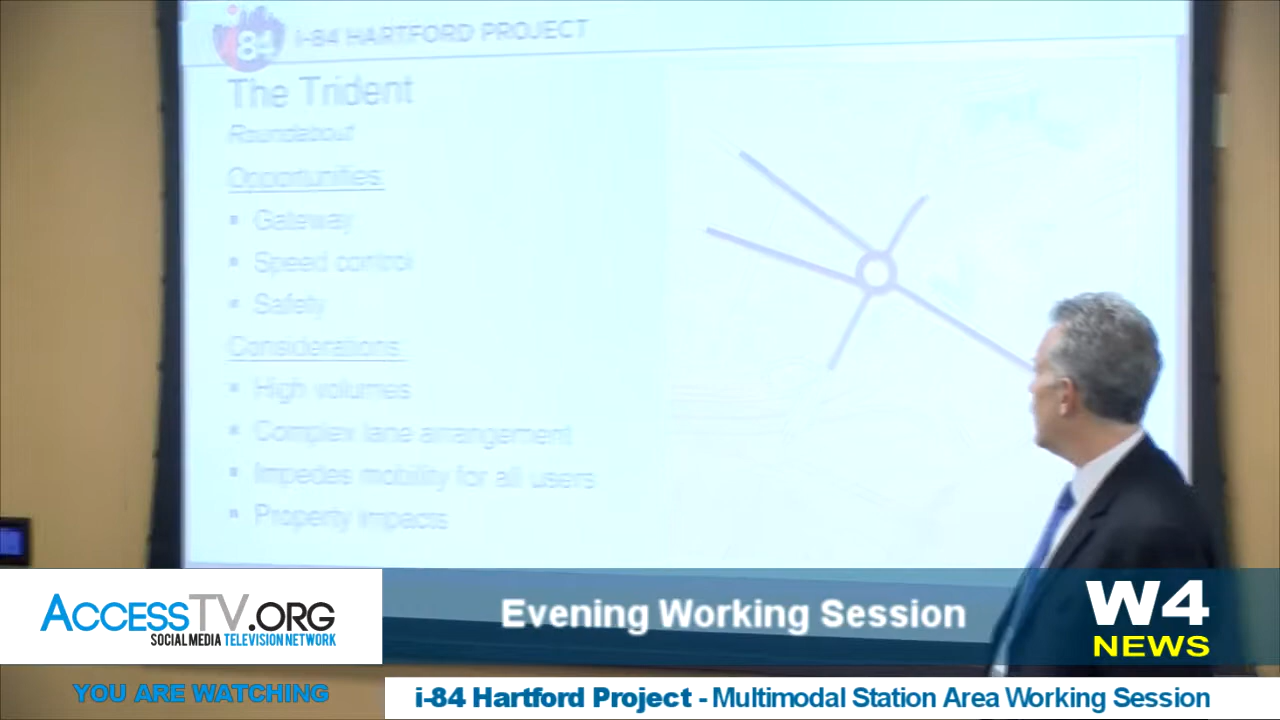 84
i-84 HARTFORD PROJECT
The Trident
Roundabout
Opportunities:
Gateway
Speed control
Safety
Considerations:
High volumes
Complex lane arrangement
Impedes mobility for all users
Property impacts
ACCESSTV.ORG
SOCIAL MEDIA TELEVISION NETWORK
Evening Working Session
W4
NEWS
YOU ARE WATCHING
i-84 Hartford Project - Multimodal Station Area Working Session